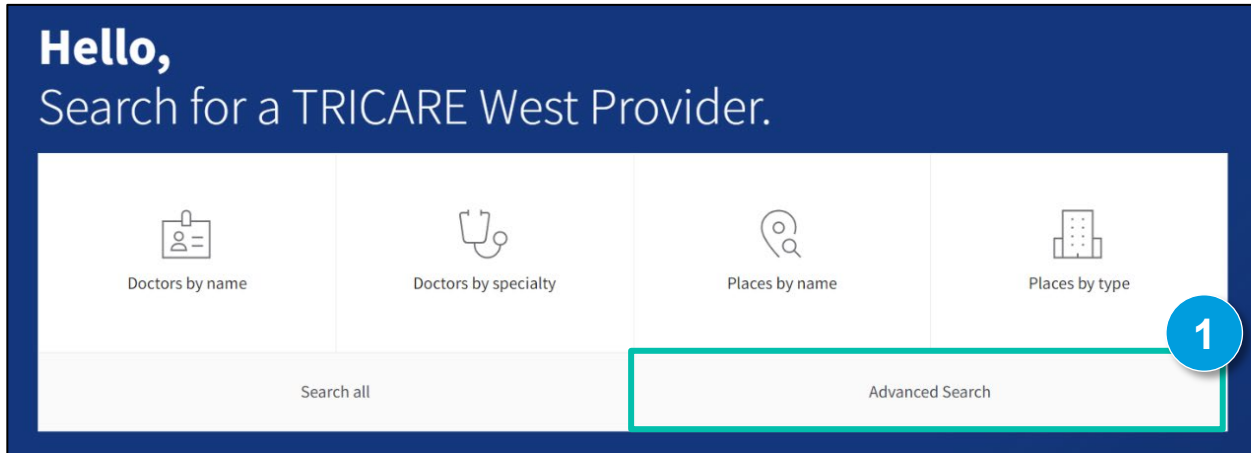 Hello,
Search for a TRICARE West Provider.
Doctors by name
Doctors by specialty
Places by name
Places by type
1
Search all
Advanced Search